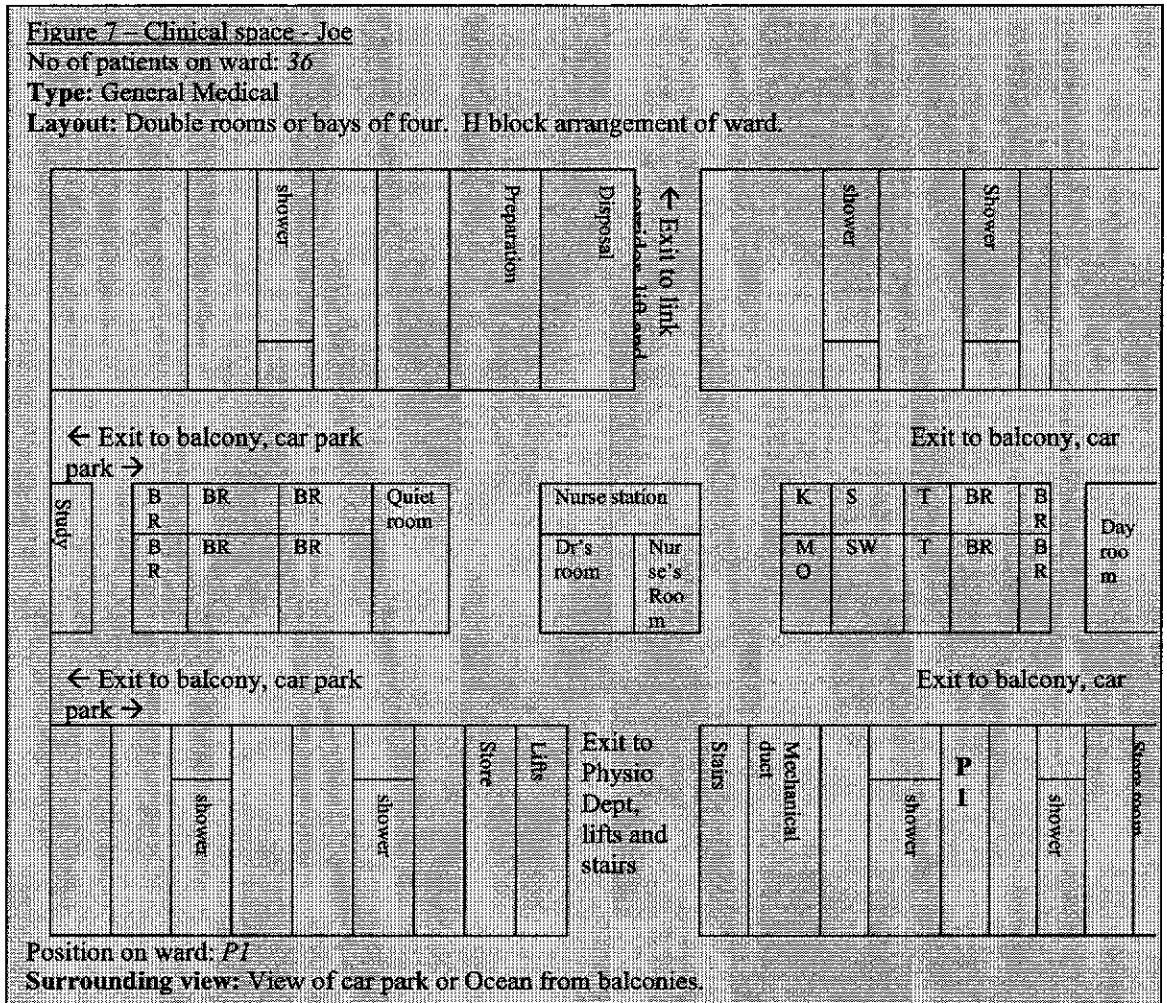 Figure 7 – Clinical space - Joe
No of patients on ward: 36
Type: General Medical
Layout: Double rooms or bays of four. H block arrangement of ward.
shower
Preparation
Disposal
← Exit to link
corridor, lift and
shower
Shower
← Exit to balcony, car park
park →
Exit to balcony, car
Study
B
R
BR
BR
Quiet
room
B
R
BR
BR
Nurse station
Dr's
room
Nur
se's
Roo
m
K
S
T
BR
B
R
M
O
SW
T
BR
B
R
Day
roo
m
← Exit to balcony, car park
park →
Exit to balcony, car
shower
shower
Store
Lifts
Exit to
Physio
Dept,
lifts and
stairs
Stairs
Mechanical
duct
shower
P
1
shower
Store room
Position on ward: P1
Surrounding view: View of car park or Ocean from balconies.